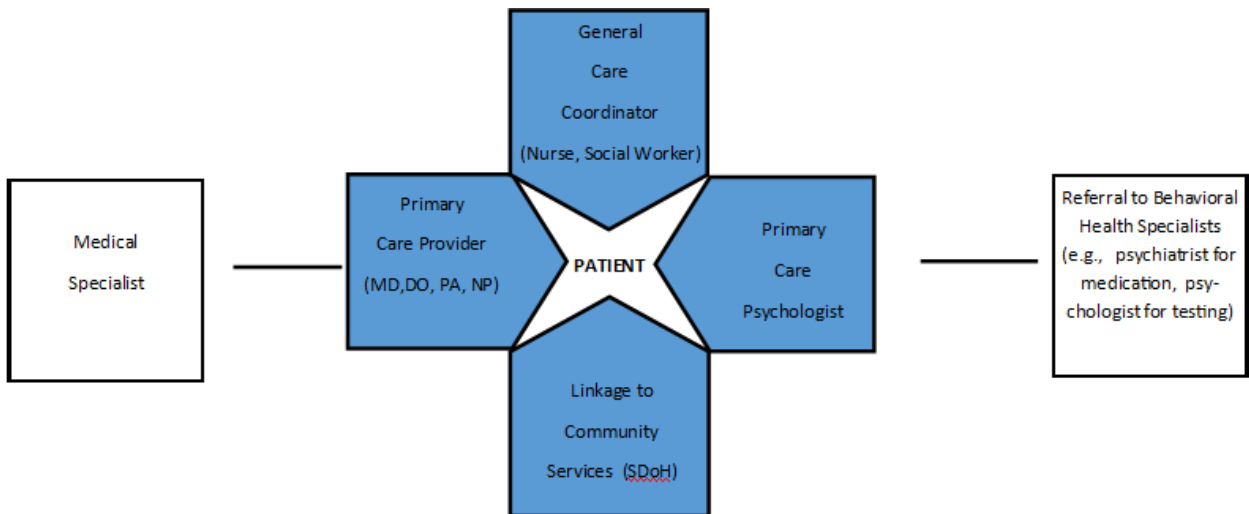 General
Care
Coordinator
(Nurse, Social Worker)
Medical
Specialist
Primary
Care Provider
(MD,DO, PA, NP)
PATIENT
Primary
Care
Psychologist
Referral to Behavioral
Health Specialists
(e.g., psychiatrist for
medication, psy-
chologist for testing)
Linkage to
Community
Services (SDoH)